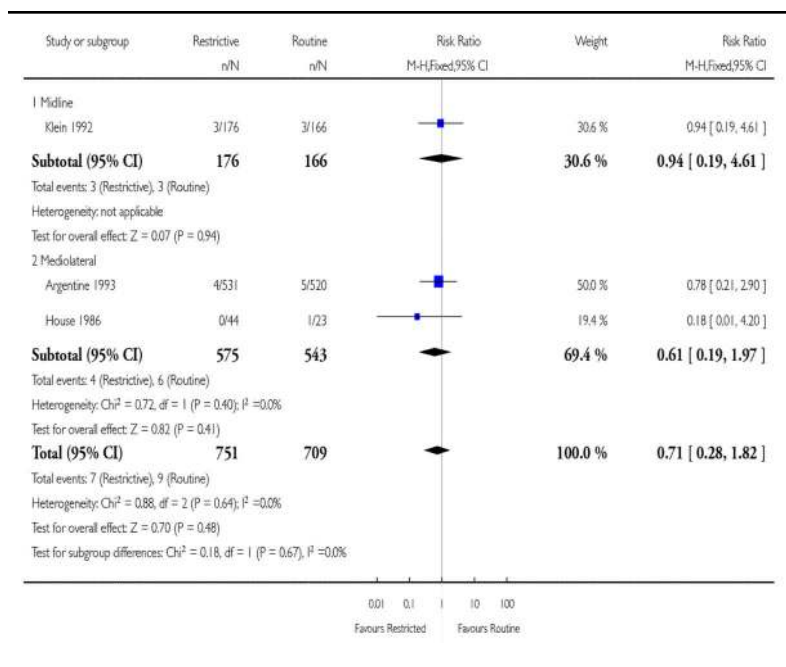 Study or subgroup Restrictive Routine Risk Ratio Weight Risk Ratio
n/N n/N M-H,Fixed,95% CI M-H,Fixed,95% CI
1 Midline
Klein 1992 3/176 3/166 30.6 % 0.94 [ 0.19, 4.61 ]
Subtotal (95% CI) 176 166 30.6 % 0.94 [ 0.19, 4.61 ]
Total events: 3 (Restrictive), 3 (Routine)
Heterogeneity: not applicable
Test for overall effect: Z = 0.07 (P = 0.94)
2 Mediolateral
Argentine 1993 4/531 5/520 50.0 % 0.78 [ 0.21, 2.90 ]
House 1986 0/44 1/23 19.4 % 0.18 [ 0.01, 4.20 ]
Subtotal (95% CI) 575 543 69.4 % 0.61 [ 0.19, 1.97 ]
Total events: 4 (Restrictive), 6 (Routine)
Heterogeneity: Chi² = 0.72, df = 1 (P = 0.40); I² =0.0%
Test for overall effect: Z = 0.82 (P = 0.41)
Total (95% CI) 751 709 100.0 % 0.71 [ 0.28, 1.82 ]
Total events: 7 (Restrictive), 9 (Routine)
Heterogeneity: Chi² = 0.88, df = 2 (P = 0.64); I² =0.0%
Test for overall effect: Z = 0.70 (P = 0.48)
Test for subgroup differences: Chi² = 0.18, df = 1 (P = 0.67), I² =0.0%
0.01 0.1 1 10 100
Favours Restricted Favours Routine